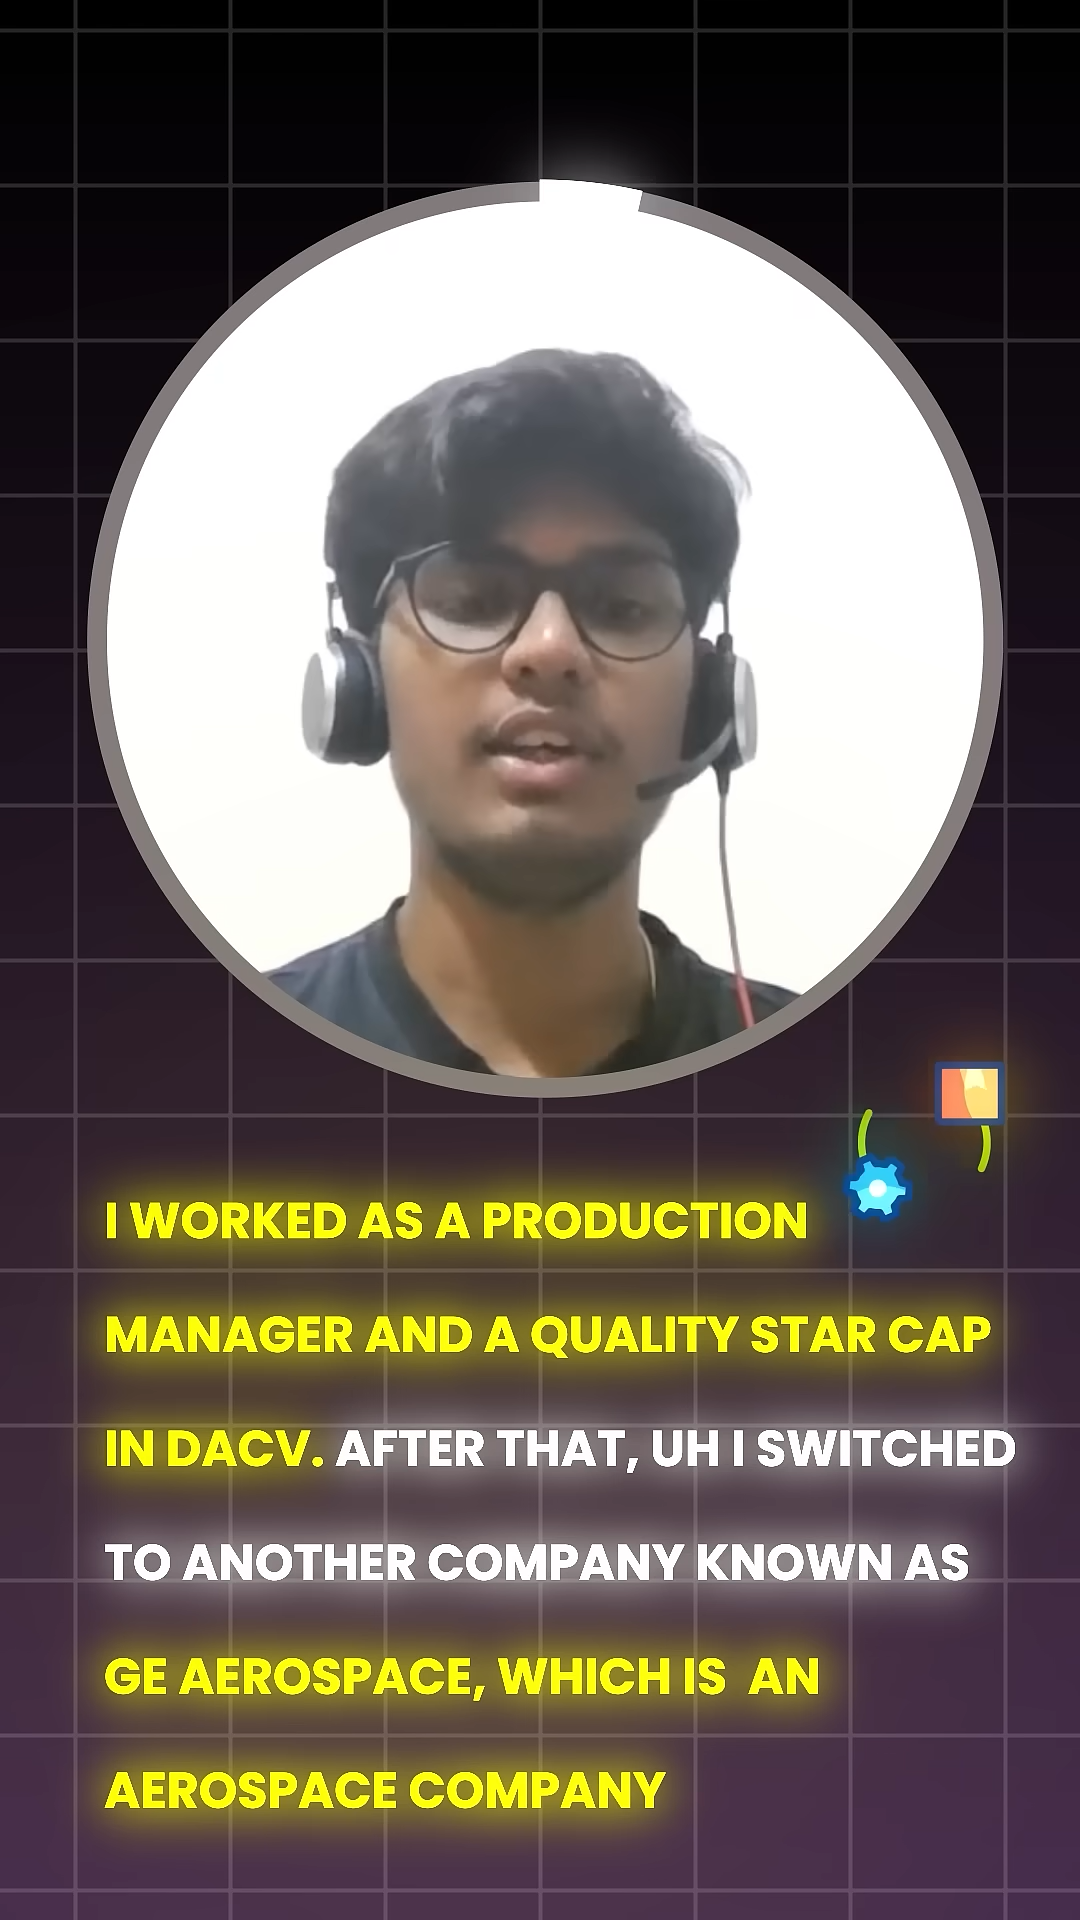 I WORKED AS A PRODUCTION
MANAGER AND A QUALITY STAR CAP
IN DACV. AFTER THAT, UH I SWITCHED
TO ANOTHER COMPANY KNOWN AS
GE AEROSPACE, WHICH IS AN
AEROSPACE COMPANY